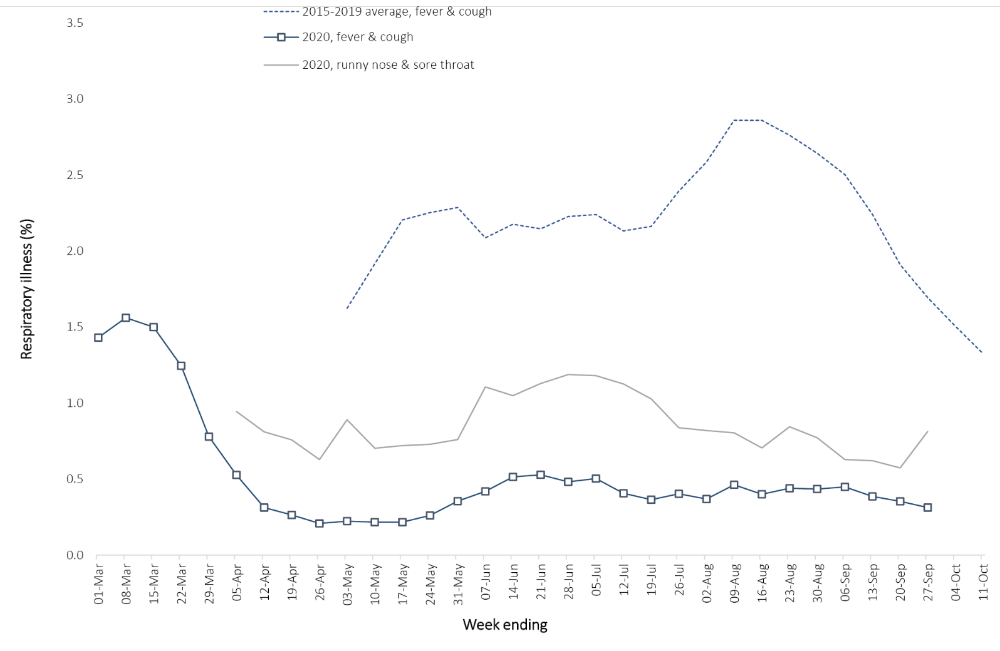 2015-2019 average, fever & cough
2020, fever & cough
2020, runny nose & sore throat
3.5
3.0
2.5
2.0
1.5
1.0
0.5
0.0
Respiratory illness (%)
01-Mar
08-Mar
15-Mar
22-Mar
29-Mar
05-Apr
12-Apr
19-Apr
26-Apr
03-May
10-May
17-May
24-May
31-May
07-Jun
14-Jun
21-Jun
28-Jun
05-Jul
12-Jul
19-Jul
26-Jul
02-Aug
09-Aug
16-Aug
23-Aug
30-Aug
06-Sep
13-Sep
20-Sep
27-Sep
04-Oct
11-Oct
Week ending